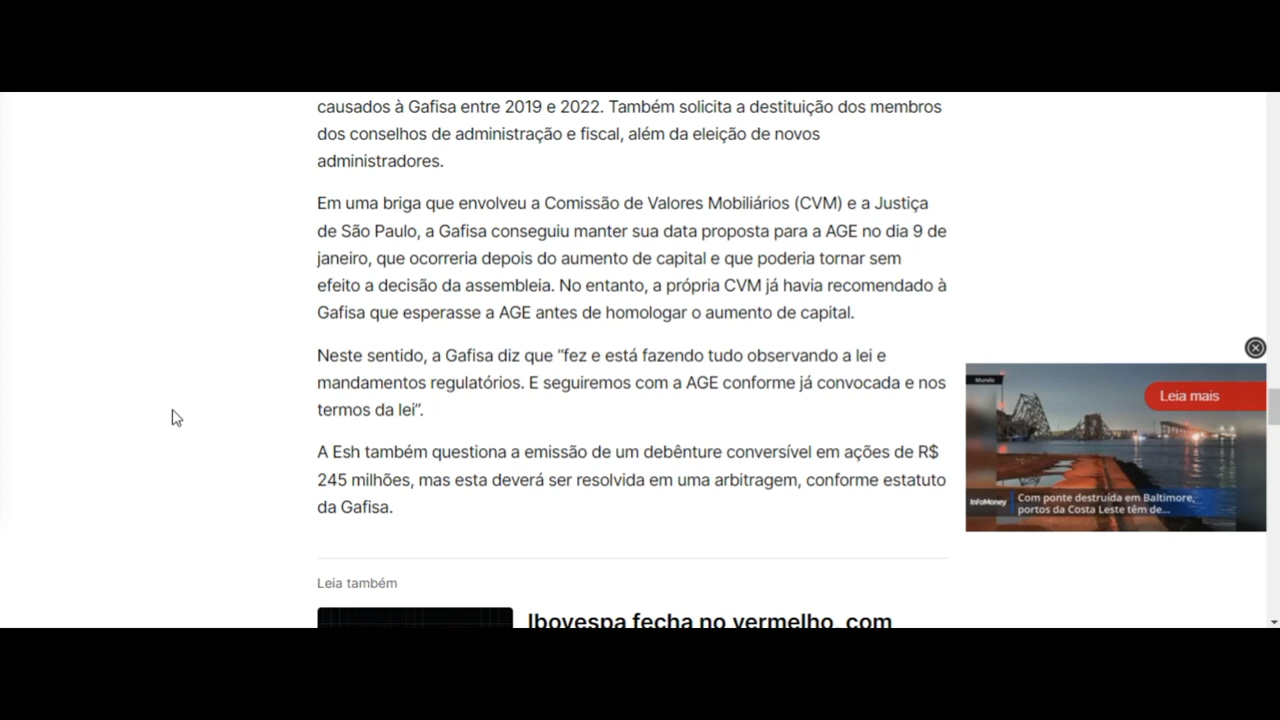 causados à Gafisa entre 2019 e 2022. Também solicita a destituição dos membros
dos conselhos de administração e fiscal, além da eleição de novos
administradores.
Em uma briga que envolveu a Comissão de Valores Mobiliários (CVM) e a Justiça
de São Paulo, a Gafisa conseguiu manter sua data proposta para a AGE no dia 9 de
janeiro, que ocorreria depois do aumento de capital e que poderia tornar sem
efeito a decisão da assembleia. No entanto, a própria CVM já havia recomendado à
Gafisa que esperasse a AGE antes de homologar o aumento de capital.
Neste sentido, a Gafisa diz que “fez e está fazendo tudo observando a lei e
mandamentos regulatórios. E seguiremos com a AGE conforme já convocada e nos
termos da lei”.
A Esh também questiona a emissão de um debênture conversível em ações de R$
245 milhões, mas esta deverá ser resolvida em uma arbitragem, conforme estatuto
da Gafisa.
Leia também
Ibovespa fecha no vermelho, com
Mundo
Leia mais
InfoMoney
Com ponte destruída em Baltimore,
portos da Costa Leste têm de...